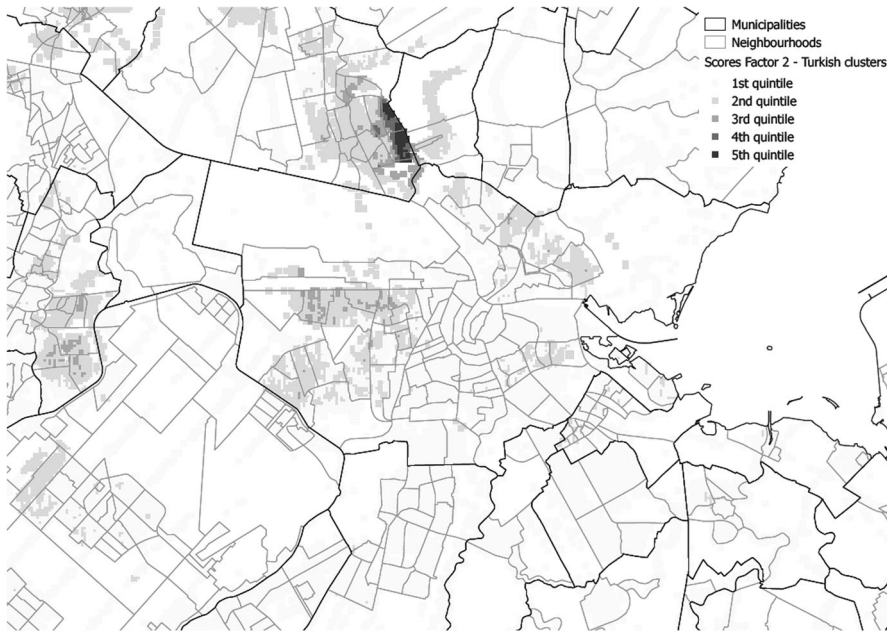 Municipalities
Neighbourhoods
Scores Factor 2 - Turkish clusters
1st quintile
2nd quintile
3rd quintile
4th quintile
5th quintile